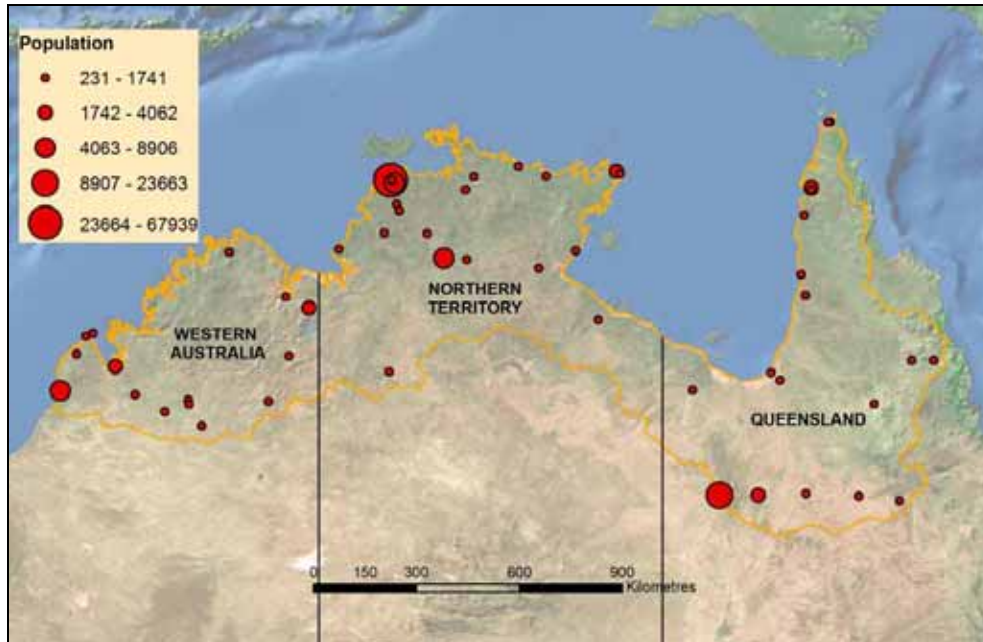 Population
231 - 1741
1742 - 4062
4063 - 8906
8907 - 23663
23664 - 67939
NORTHERN
TERRITORY
WESTERN
AUSTRALIA
QUEENSLAND
0 150 300 600 900
Kilometres